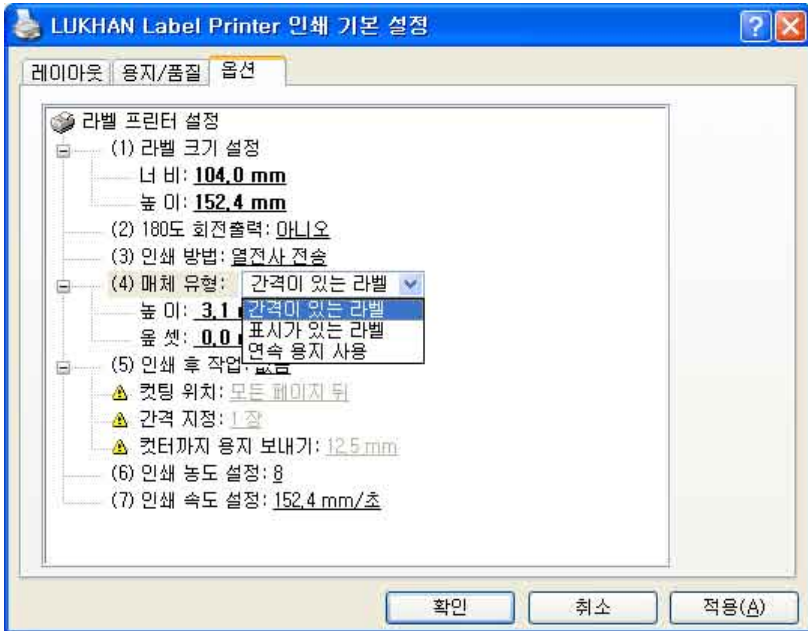 LUKHAN Label Printer 인쇄 기본 설정
레이아웃 용지/품질 옵션
라벨 프린터 설정
(1) 라벨 크기 설정
너 비: 104,0 mm
높 이: 152,4 mm
(2) 180도 회전출력: 아니오
(3) 인쇄 방법: 열전사 전송
(4) 매체 유형: 간격이 있는 라벨
높 이: 3,1
간격이 있는 라벨
표시가 있는 라벨
옾 셋: 0,0
연속 용지 사용
(5) 인쇄 후 작업: 없음
컷팅 위치: 모든 페이지 뒤
간격 지정: 1 장
컷터까지 용지 보내기: 12,5 mm
(6) 인쇄 농도 설정: 8
(7) 인쇄 속도 설정: 152,4 mm/초
확인 취소 적용(A)